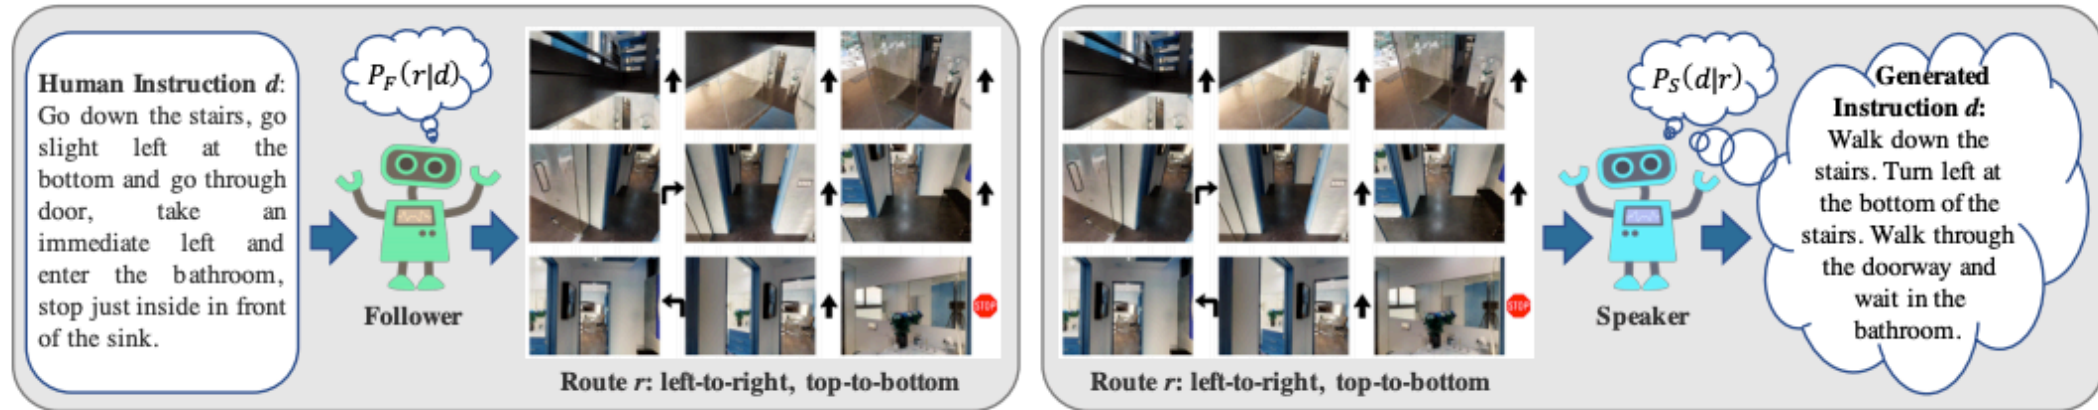 Human Instruction d:
Go down the stairs, go
slight left at the
bottom and go through
door, take an
immediate left and
enter the bathroom,
stop just inside in front
of the sink.
P_F(r|d)
Follower
STOP
Route r: left-to-right, top-to-bottom
STOP
Route r: left-to-right, top-to-bottom
P_S(d|r)
Speaker
Generated
Instruction d:
Walk down the
stairs. Turn left at
the bottom of the
stairs. Walk through
the doorway and
wait in the
bathroom.